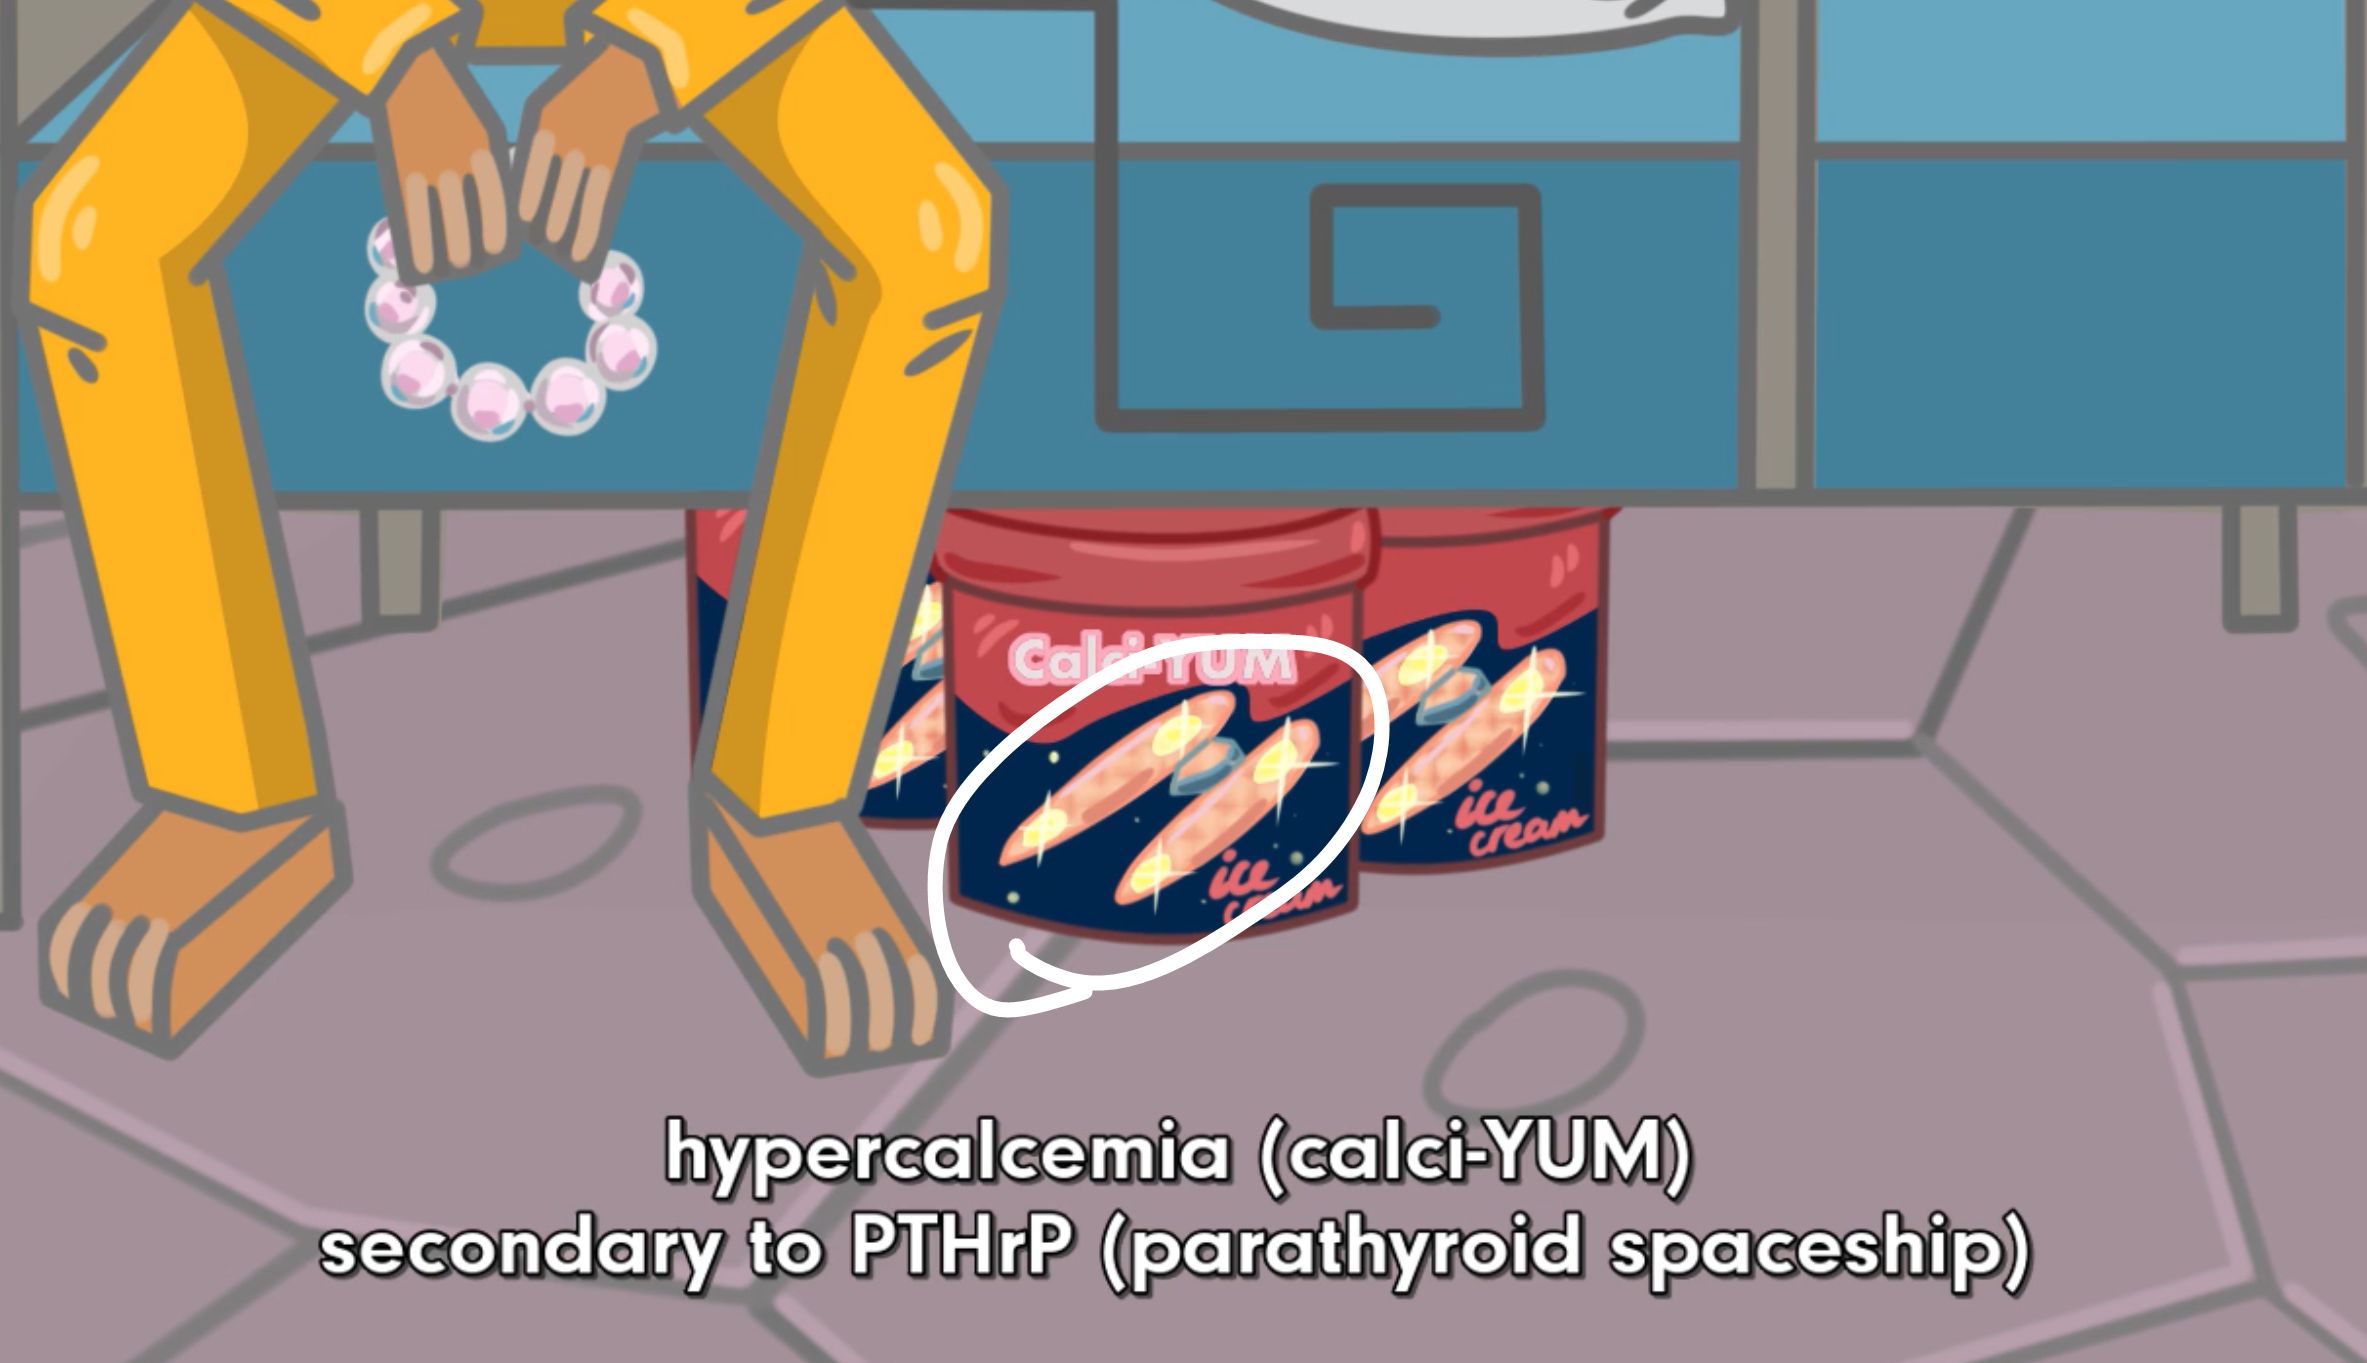 Calci-YUM
ice
cream
ice
cream
hypercalcemia (calci-YUM)
secondary to PTHrP (parathyroid spaceship)